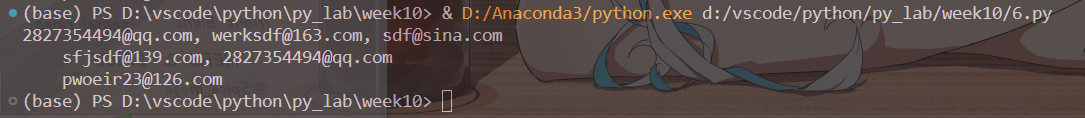 (base) PS D:\vscode\python\py_lab\week10> & D:/Anaconda3/python.exe d:/vscode/python/py_lab/week10/6.py
2827354494@qq.com, werksdf@163.com, sdf@sina.com
sfjsdf@139.com, 2827354494@qq.com
pwoeir23@126.com
(base) PS D:\vscode\python\py_lab\week10>